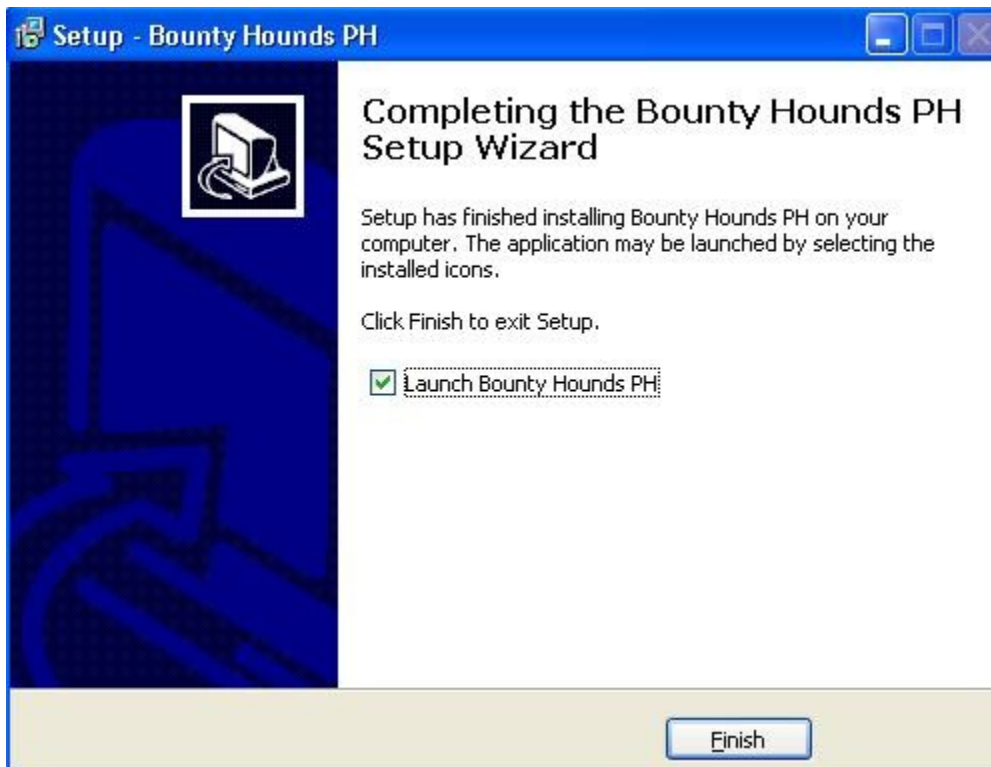 Setup - Bounty Hounds PH
Completing the Bounty Hounds PH
Setup Wizard
Setup has finished installing Bounty Hounds PH on your
computer. The application may be launched by selecting the
installed icons.
Click Finish to exit Setup.
Launch Bounty Hounds PH
Finish